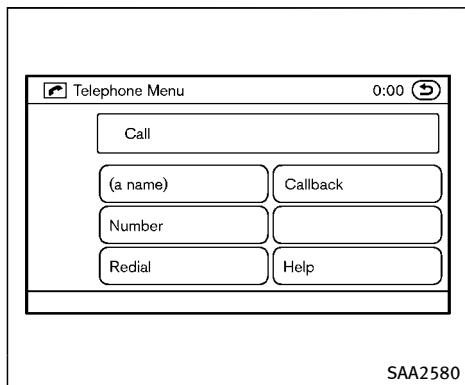 Telephone Menu 0:00
Call
(a name) Callback
Number
Redial Help
SAA2580